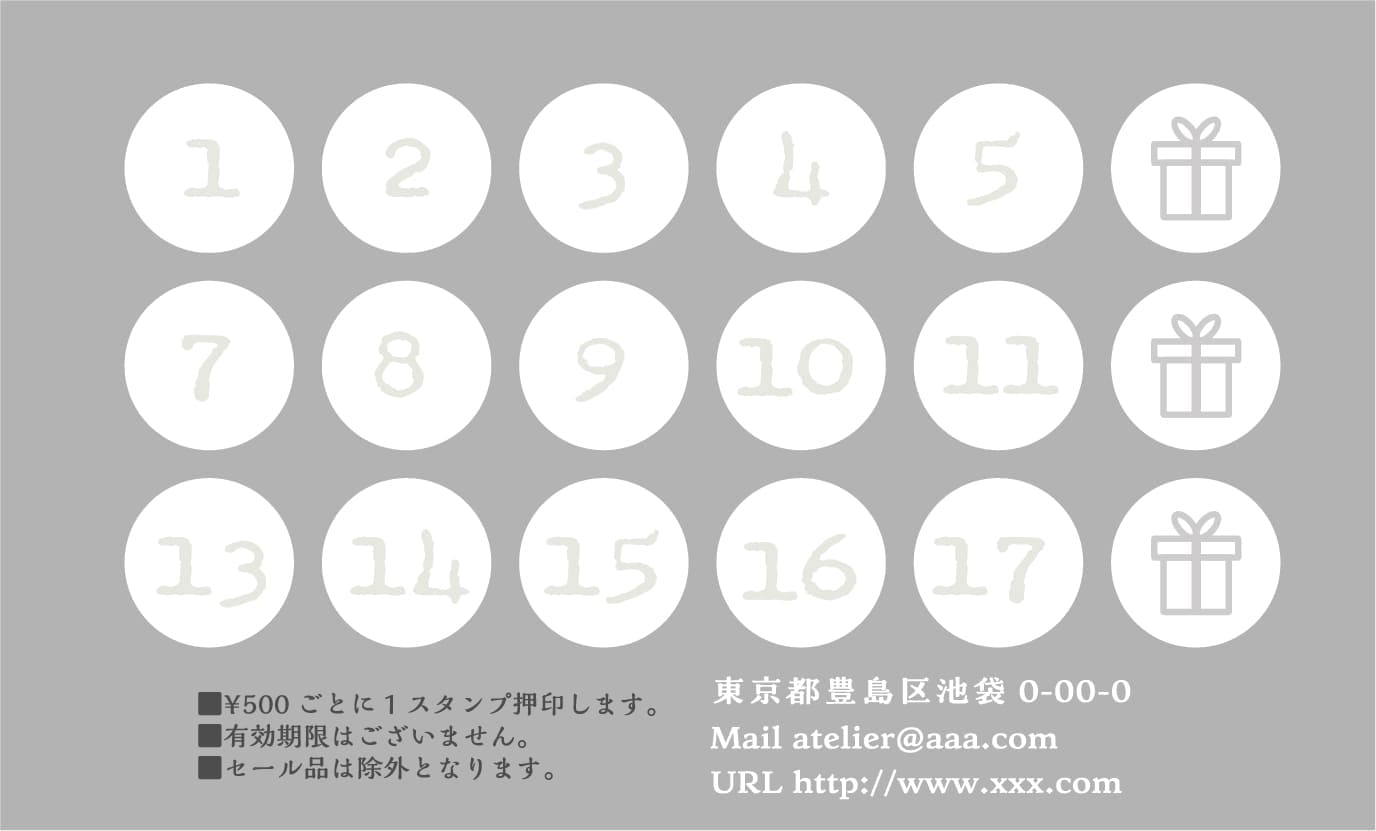 1 2 3 4 5
7 8 9 10 11
13 14 15 16 17
■¥500 ごとに 1 スタンプ押印します。
■有効期限はございません。
■セール品は除外となります。
東京都豊島区池袋 0-00-0
Mail atelier@aaa.com
URL http://www.xxx.com